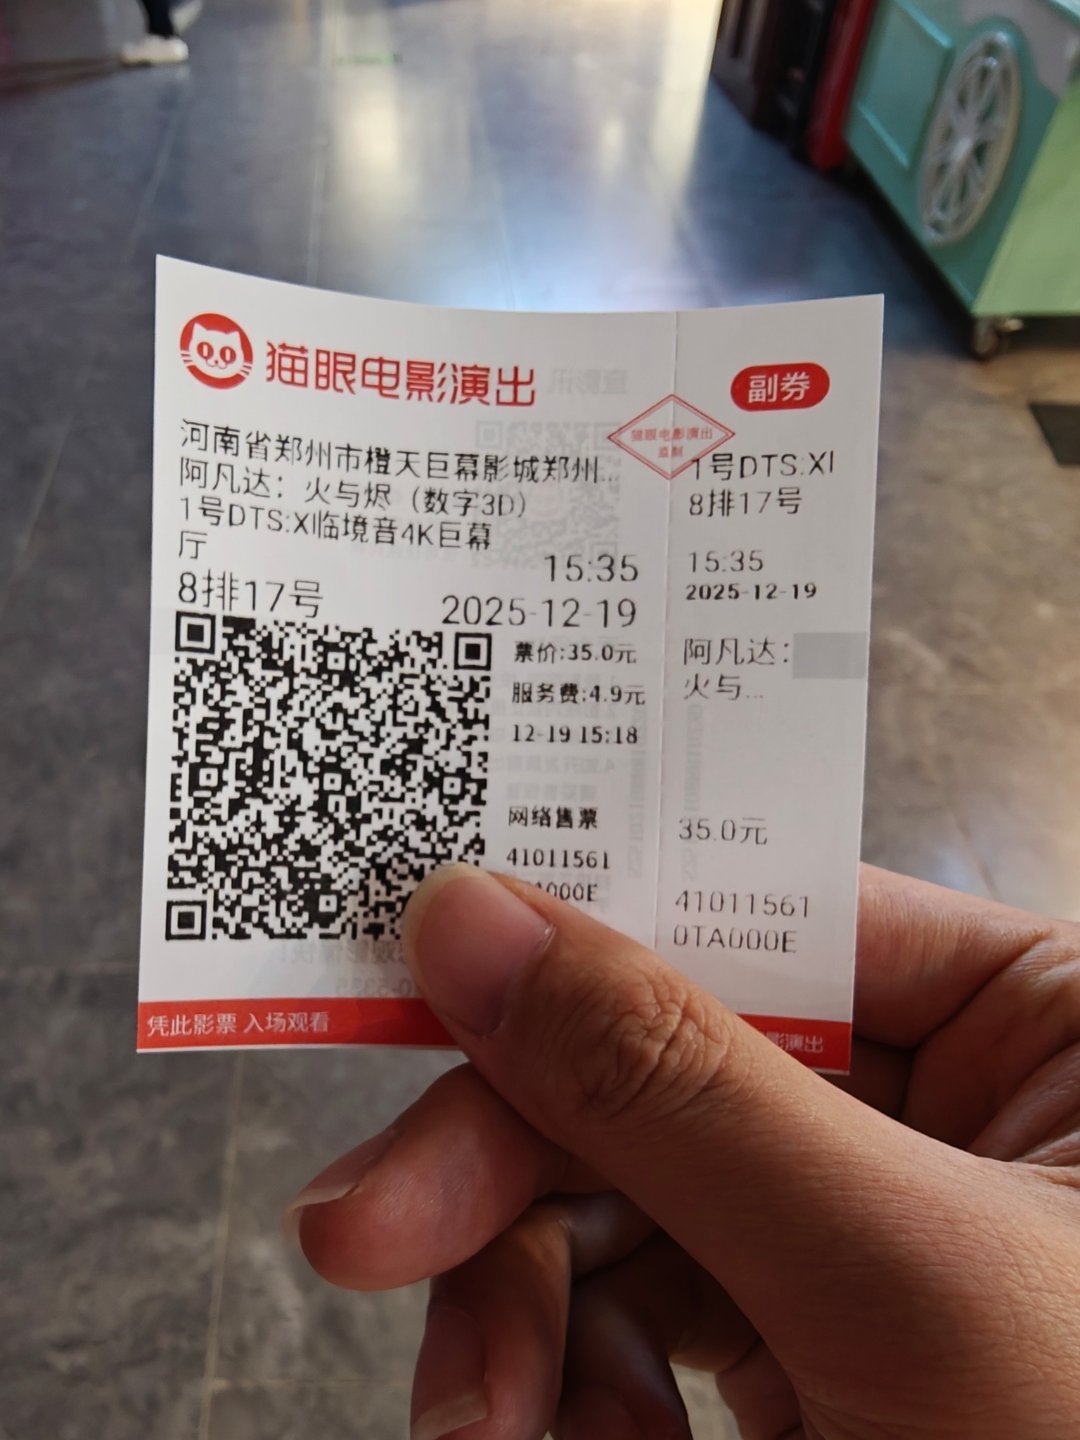 猫眼电影演出
河南省郑州市橙天巨幕影城郑州...
阿凡达：火与烬（数字3D）
1号DTS:X临境音4K巨幕
厅
15:35
8排17号
2025-12-19
票价:35.0元
服务费:4.9元
12-19 15:18
网络售票
41011561
A000E
凭此影票 入场观看
副券
猫眼电影演出
监制
1号DTS:X
8排17号
15:35
2025-12-19
阿凡达：
火与...
35.0元
41011561
0TA000E
影演出